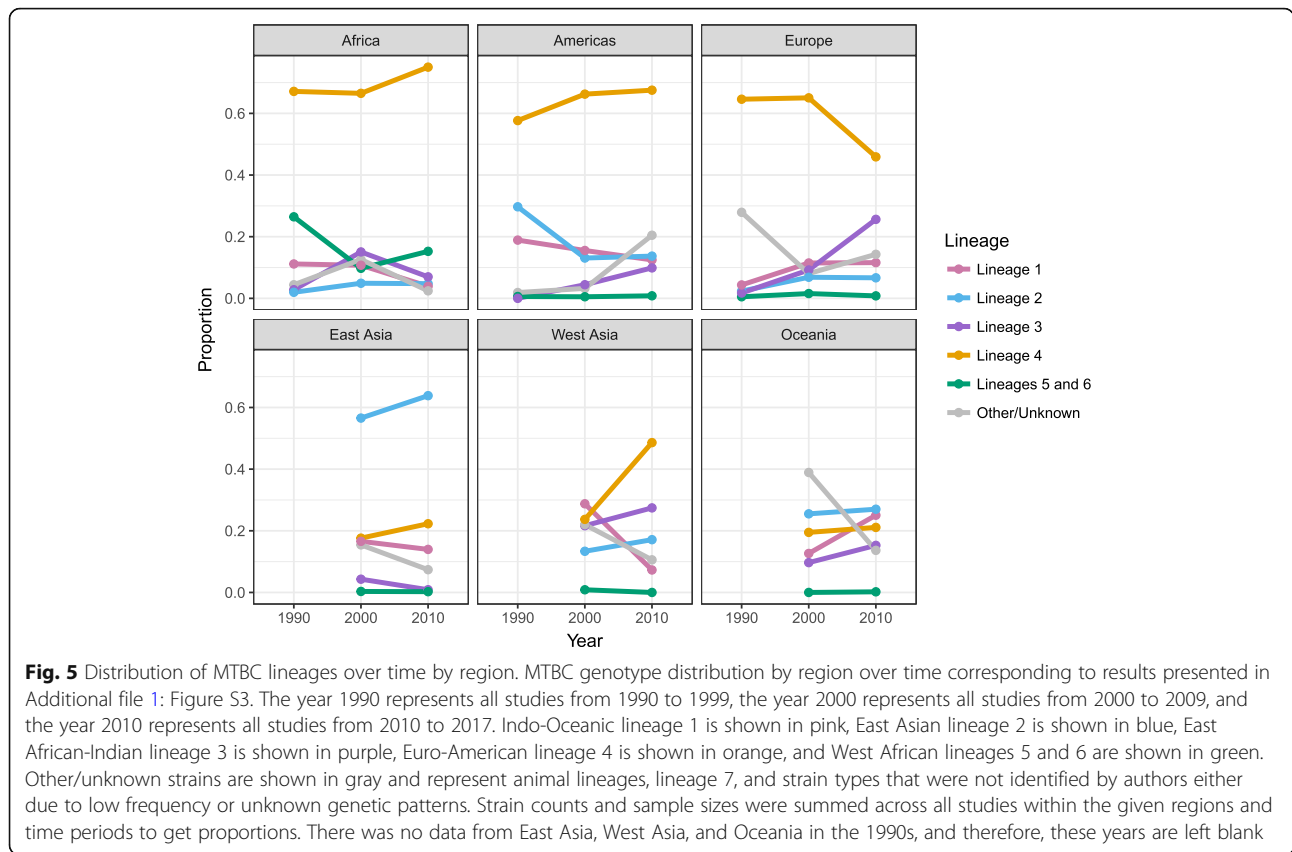 Africa
Americas
Europe
0.6
0.4
0.2
0.0
East Asia
West Asia
Oceania
0.6
0.4
0.2
0.0
1990 2000 2010
1990 2000 2010
1990 2000 2010
Proportion
Year
Lineage
Lineage 1
Lineage 2
Lineage 3
Lineage 4
Lineages 5 and 6
Other/Unknown
Fig. 5 Distribution of MTBC lineages over time by region. MTBC genotype distribution by region over time corresponding to results presented in
Additional file 1: Figure S3. The year 1990 represents all studies from 1990 to 1999, the year 2000 represents all studies from 2000 to 2009, and
the year 2010 represents all studies from 2010 to 2017. Indo-Oceanic lineage 1 is shown in pink, East Asian lineage 2 is shown in blue, East
African-Indian lineage 3 is shown in purple, Euro-American lineage 4 is shown in orange, and West African lineages 5 and 6 are shown in green.
Other/unknown strains are shown in gray and represent animal lineages, lineage 7, and strain types that were not identified by authors either
due to low frequency or unknown genetic patterns. Strain counts and sample sizes were summed across all studies within the given regions and
time periods to get proportions. There was no data from East Asia, West Asia, and Oceania in the 1990s, and therefore, these years are left blank